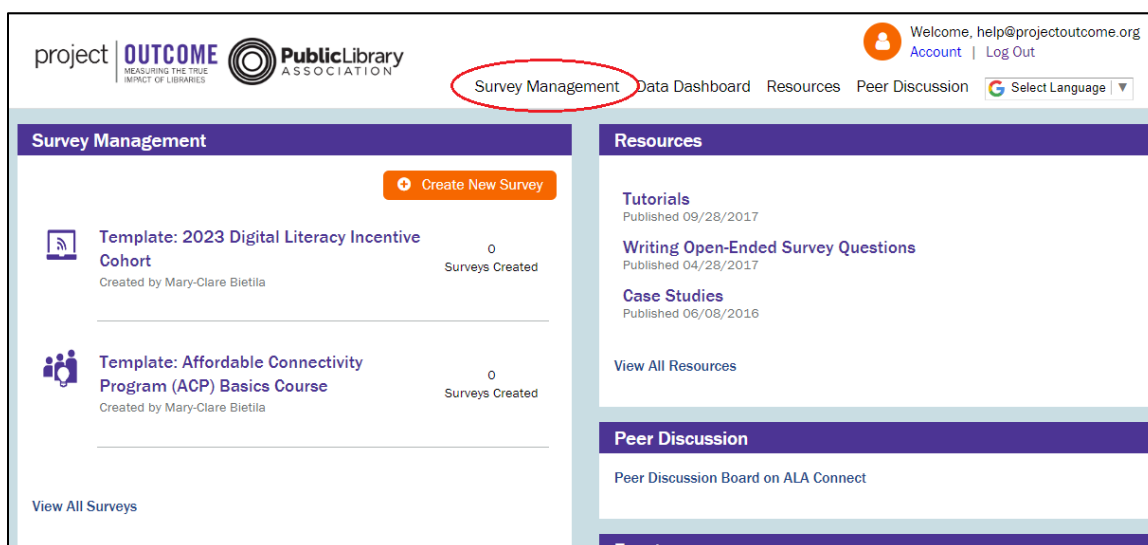 project OUTCOME
MEASURING THE TRUE
IMPACT OF LIBRARIES
PublicLibrary
ASSOCIATION
Welcome, help@projectoutcome.org
Account | Log Out
Survey Management Data Dashboard Resources Peer Discussion G Select Language ▼
Survey Management
Create New Survey
Template: 2023 Digital Literacy Incentive
Cohort
Created by Mary-Clare Bietila
0
Surveys Created
Template: Affordable Connectivity
Program (ACP) Basics Course
Created by Mary-Clare Bietila
0
Surveys Created
View All Surveys
Resources
Tutorials
Published 09/28/2017
Writing Open-Ended Survey Questions
Published 04/28/2017
Case Studies
Published 06/08/2016
View All Resources
Peer Discussion
Peer Discussion Board on ALA Connect